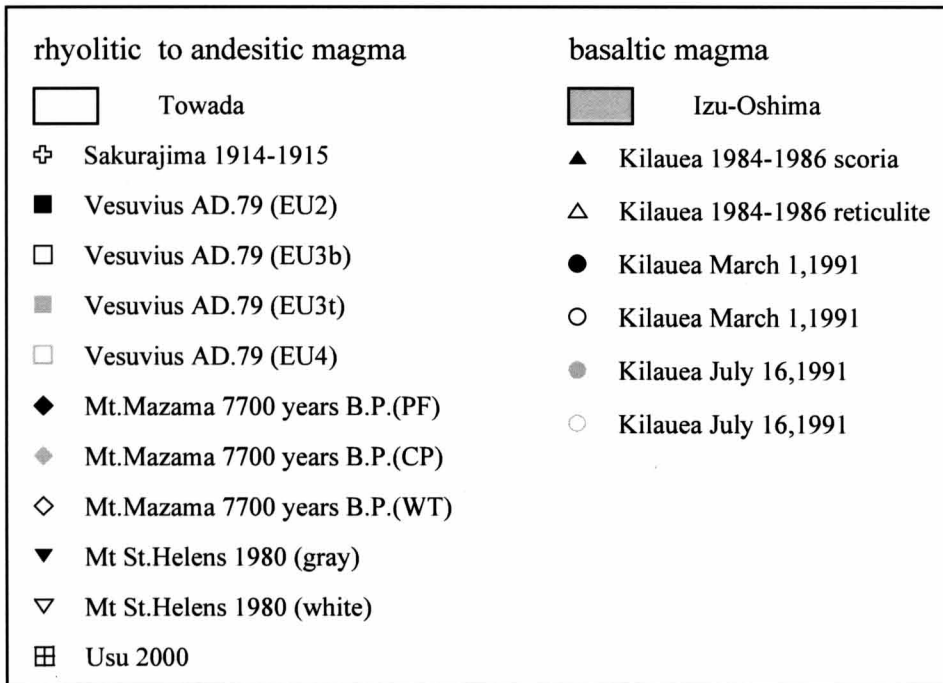 rhyolitic to andesitic magma
Towada
Sakurajima 1914-1915
Vesuvius AD.79 (EU2)
Vesuvius AD.79 (EU3b)
Vesuvius AD.79 (EU3t)
Vesuvius AD.79 (EU4)
Mt.Mazama 7700 years B.P.(PF)
Mt.Mazama 7700 years B.P.(CP)
Mt.Mazama 7700 years B.P.(WT)
Mt St.Helens 1980 (gray)
Mt St.Helens 1980 (white)
Usu 2000
basaltic magma
Izu-Oshima
Kilauea 1984-1986 scoria
Kilauea 1984-1986 reticulite
Kilauea March 1,1991
Kilauea March 1,1991
Kilauea July 16,1991
Kilauea July 16,1991